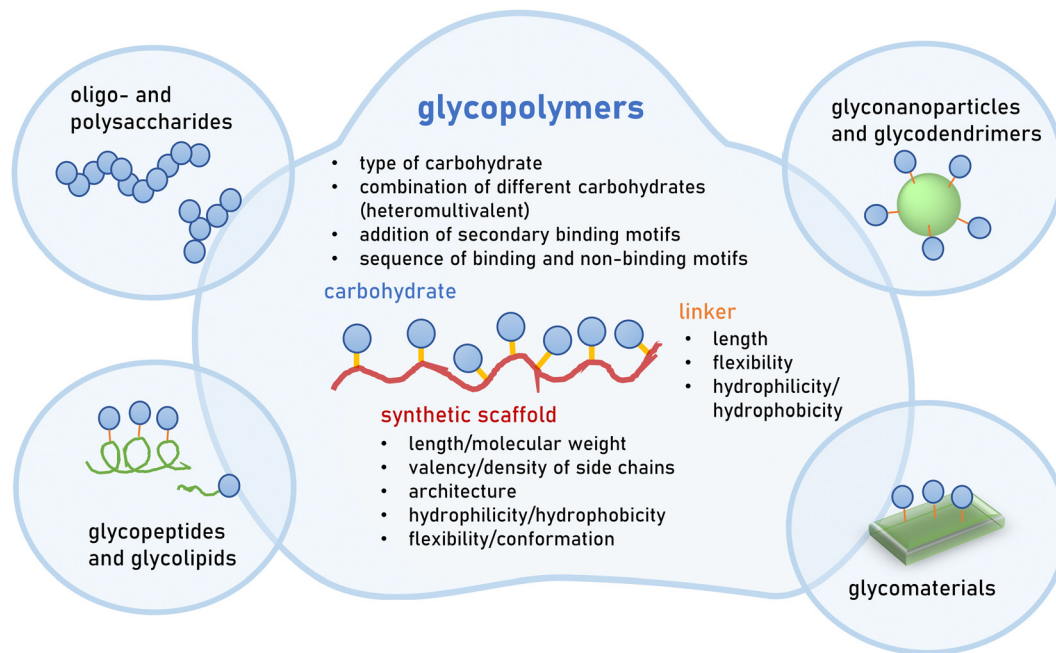 oligo- and
polysaccharides
glycopolymers
• type of carbohydrate
• combination of different carbohydrates
(heteromultivalent)
• addition of secondary binding motifs
• sequence of binding and non-binding motifs
glyconanoparticles
and glycodendrimers
carbohydrate
linker
• length
• flexibility
• hydrophilicity/
hydrophobicity
synthetic scaffold
• length/molecular weight
• valency/density of side chains
• architecture
• hydrophilicity/hydrophobicity
• flexibility/conformation
glycopeptides
and glycolipids
glycomaterials